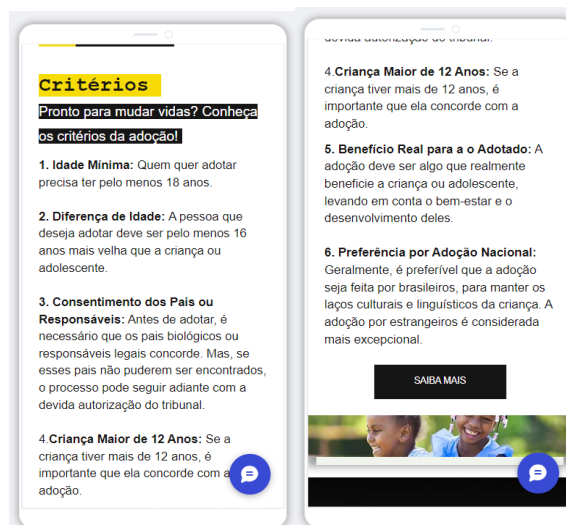 Critérios
Pronto para mudar vidas? Conheça
os critérios da adoção!
1. Idade Mínima: Quem quer adotar
precisa ter pelo menos 18 anos.
2. Diferença de Idade: A pessoa que
deseja adotar deve ser pelo menos 16
anos mais velha que a criança ou
adolescente.
3. Consentimento dos Pais ou
Responsáveis: Antes de adotar, é
necessário que os pais biológicos ou
responsáveis legais concorde. Mas, se
esses pais não puderem ser encontrados,
o processo pode seguir adiante com a
devida autorização do tribunal.
4.Criança Maior de 12 Anos: Se a
criança tiver mais de 12 anos, é
importante que ela concorde com a
adoção.
devida autorização do tribunal.
4.Criança Maior de 12 Anos: Se a
criança tiver mais de 12 anos, é
importante que ela concorde com a
adoção.
5. Benefício Real para a o Adotado: A
adoção deve ser algo que realmente
beneficie a criança ou adolescente,
levando em conta o bem-estar e o
desenvolvimento deles.
6. Preferência por Adoção Nacional:
Geralmente, é preferível que a adoção
seja feita por brasileiros, para manter os
laços culturais e linguísticos da criança. A
adoção por estrangeiros é considerada
mais excepcional.
SAIBA MAIS